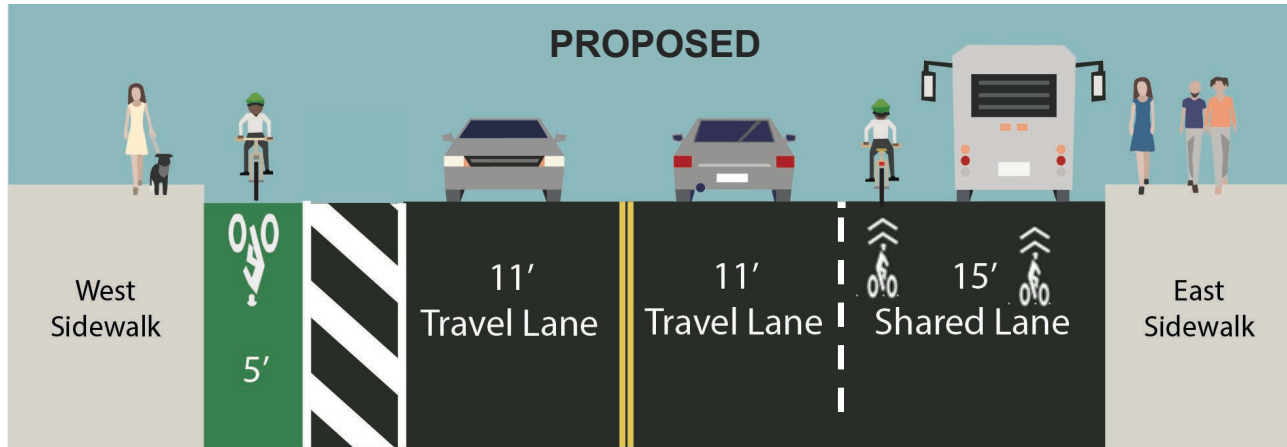 PROPOSED
West
Sidewalk
5’
11’
Travel Lane
11’
Travel Lane
15’
Shared Lane
East
Sidewalk